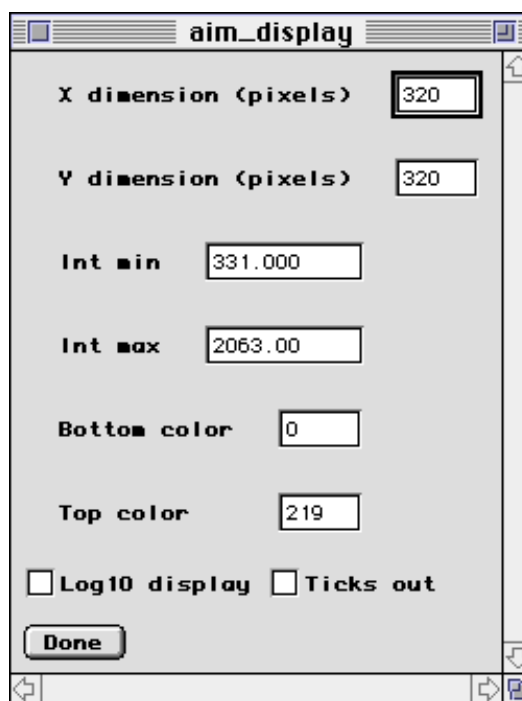 aim_display
X dimension (pixels) 320
Y dimension (pixels) 320
Int min 331.000
Int max 2063.00
Bottom color 0
Top color 219
Log10 display Ticks out
Done